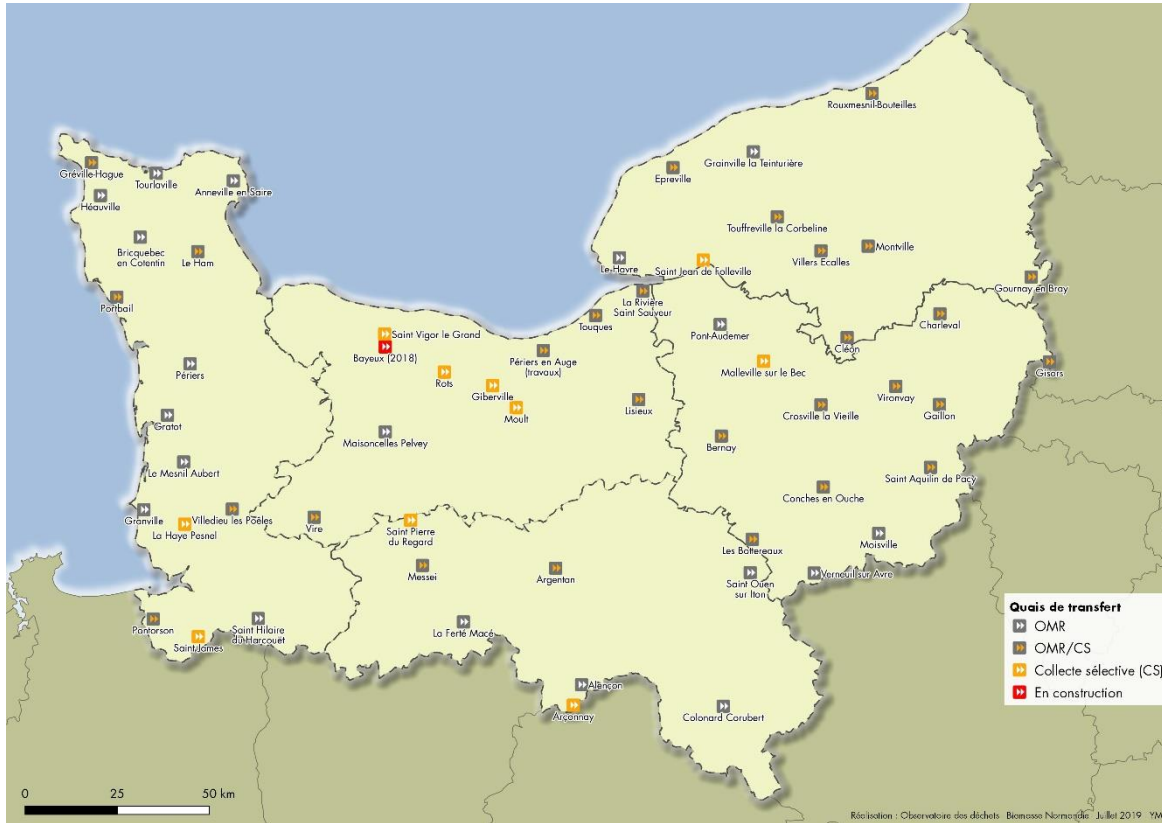 Rouxmesnil-Bouteilles
Grainville la Teinturière
Gréville Hague
Tourlaville
Epreville
Anneville en Saire
Héauville
Touffreville la Corbeline
Bricquebec
en Cotentin
Le Ham
Montville
Villers Ecalles
Le Havre
Saint Jean de Folleville
Gournay en Bray
Portbail
La Rivière
Saint Sauveur
Charleval
Touques
Pont-Audemer
Saint Vigor le Grand
Cléon
Bayeux (2018)
Périers en Auge
(travaux)
Malleville sur le Bec
Gisors
Périers
Rots
Giberville
Vironvay
Moult
Lisieux
Crosville la Vieille
Gaillon
Gratot
Maisoncelles Pelvey
Bernay
Le Mesnil Aubert
Saint Aquilin de Pacy
Conches en Ouche
Granville
Villedieu les Poëles
La Haye Pesnel
Vire
Saint Pierre
du Regard
Moisville
Les Bottereaux
Messei
Argentan
Saint Ouen
sur Iton
Verneuil sur Avre
Pontorson
Saint Hilaire
du Harcouët
La Ferté Macé
Saint James
Alençon
Arçonnay
Colonard Corubert
Quais de transfert
OMR
OMR/CS
Collecte sélective (CS)
En construction
0 25 50 km
Réalisation : Observatoire des déchets Biomasse Normandie Juillet 2019 YM